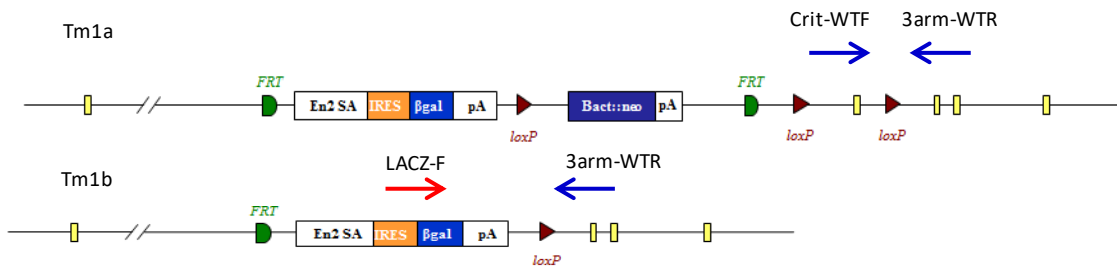 Crit-WTF 3arm-WTR
Tm1a
FRT FRT
En2 SA IRES βgal pA Bact::neo pA
loxP loxP loxP
LACZ-F 3arm-WTR
Tm1b
FRT
En2 SA IRES βgal pA
loxP